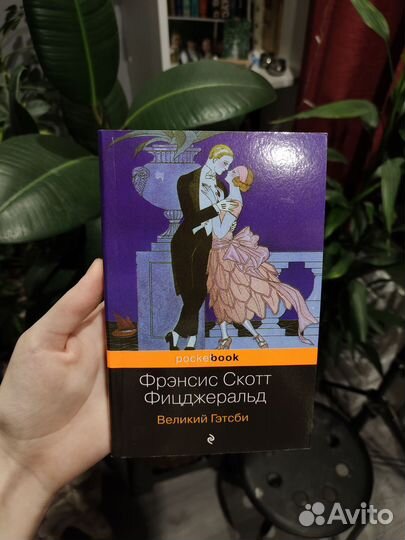 pocketbook
Фрэнсис Скотт
Фицджеральд
Великий Гэтсби
Avito